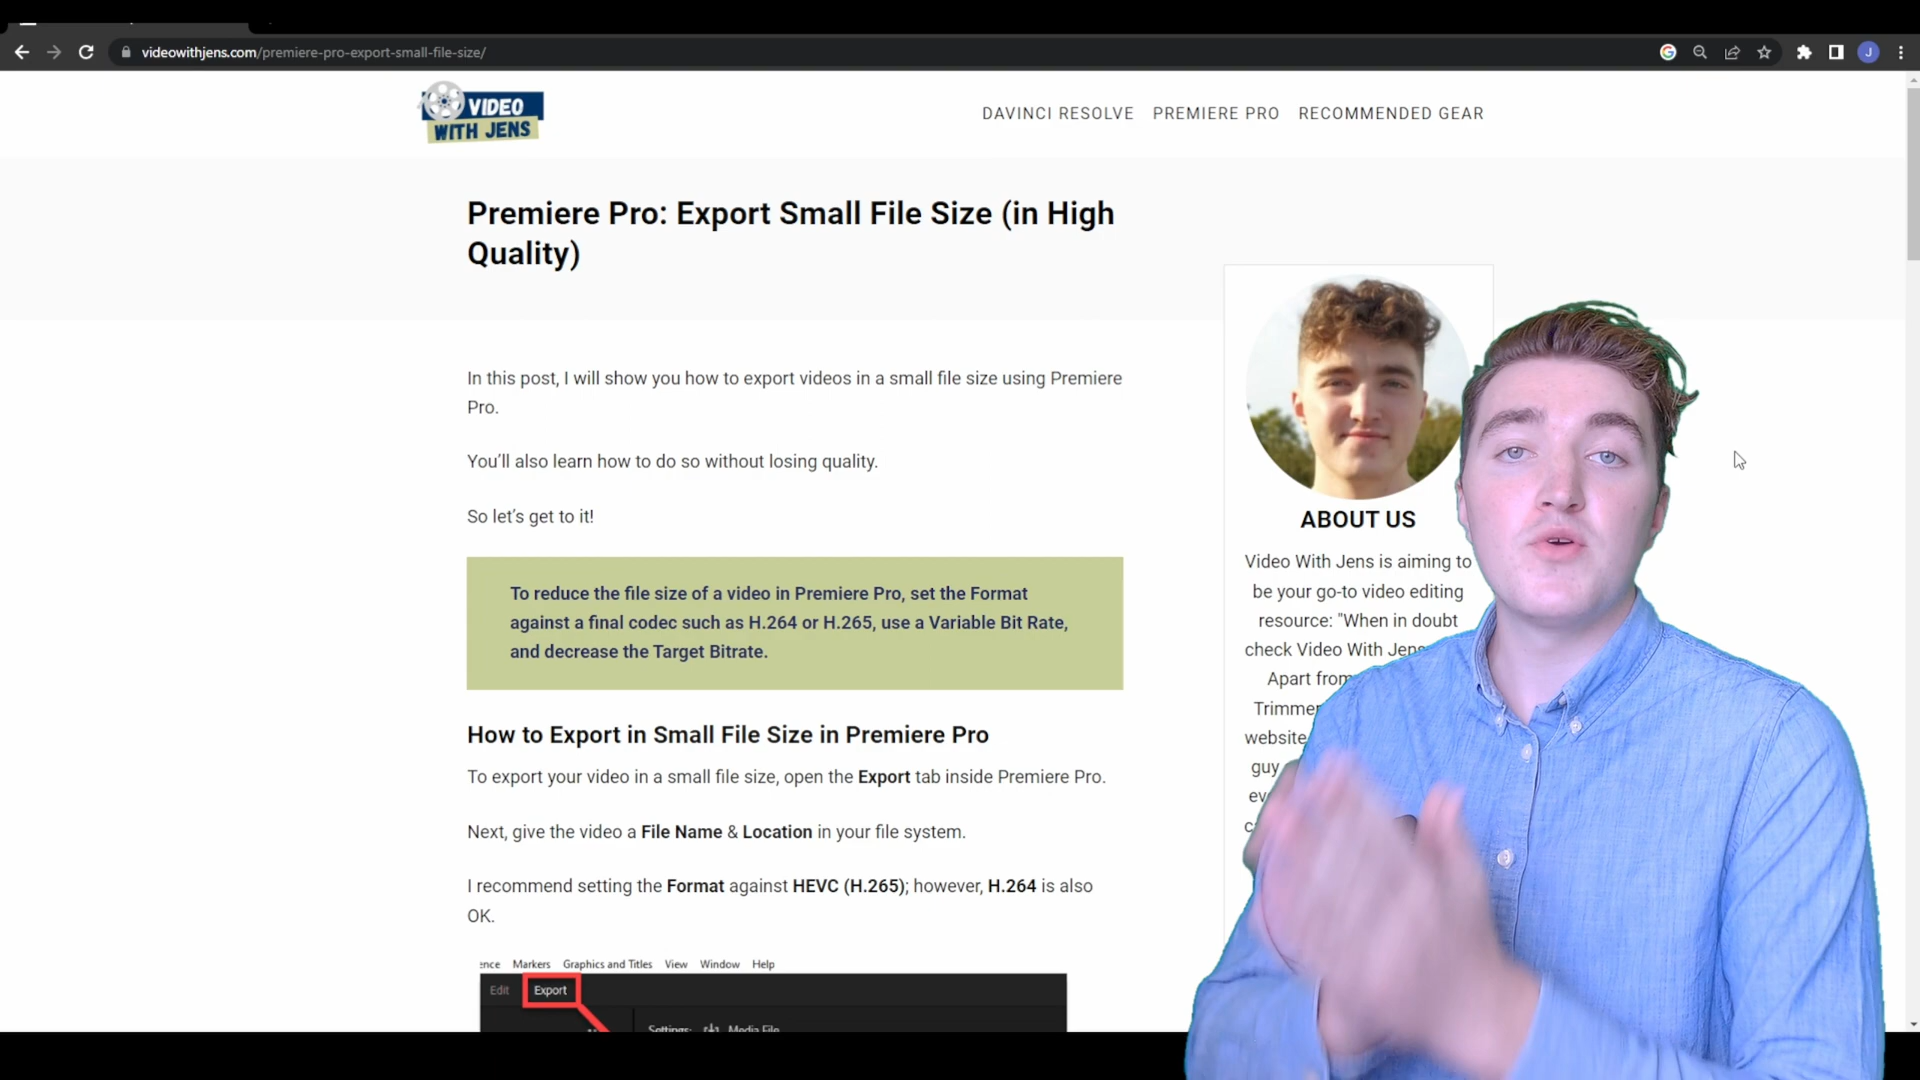 videowithjens.com/premiere-pro-export-small-file-size/
J
VIDEO
WITH JENS
DAVINCI RESOLVE PREMIERE PRO RECOMMENDED GEAR
Premiere Pro: Export Small File Size (in High
Quality)
In this post, I will show you how to export videos in a small file size using Premiere
Pro.
You'll also learn how to do so without losing quality.
So let's get to it!
To reduce the file size of a video in Premiere Pro, set the Format
against a final codec such as H.264 or H.265, use a Variable Bit Rate,
and decrease the Target Bitrate.
How to Export in Small File Size in Premiere Pro
To export your video in a small file size, open the Export tab inside Premiere Pro.
Next, give the video a File Name & Location in your file system.
I recommend setting the Format against HEVC (H.265); however, H.264 is also
OK.
Markers Graphics and Titles View Window Help
Edit Export
Settings: Media File
ABOUT US
Video With Jens is aiming to
be your go-to video editing
resource: "When in doubt
check Video With Jens
Apart from
Trimmer
website
guy